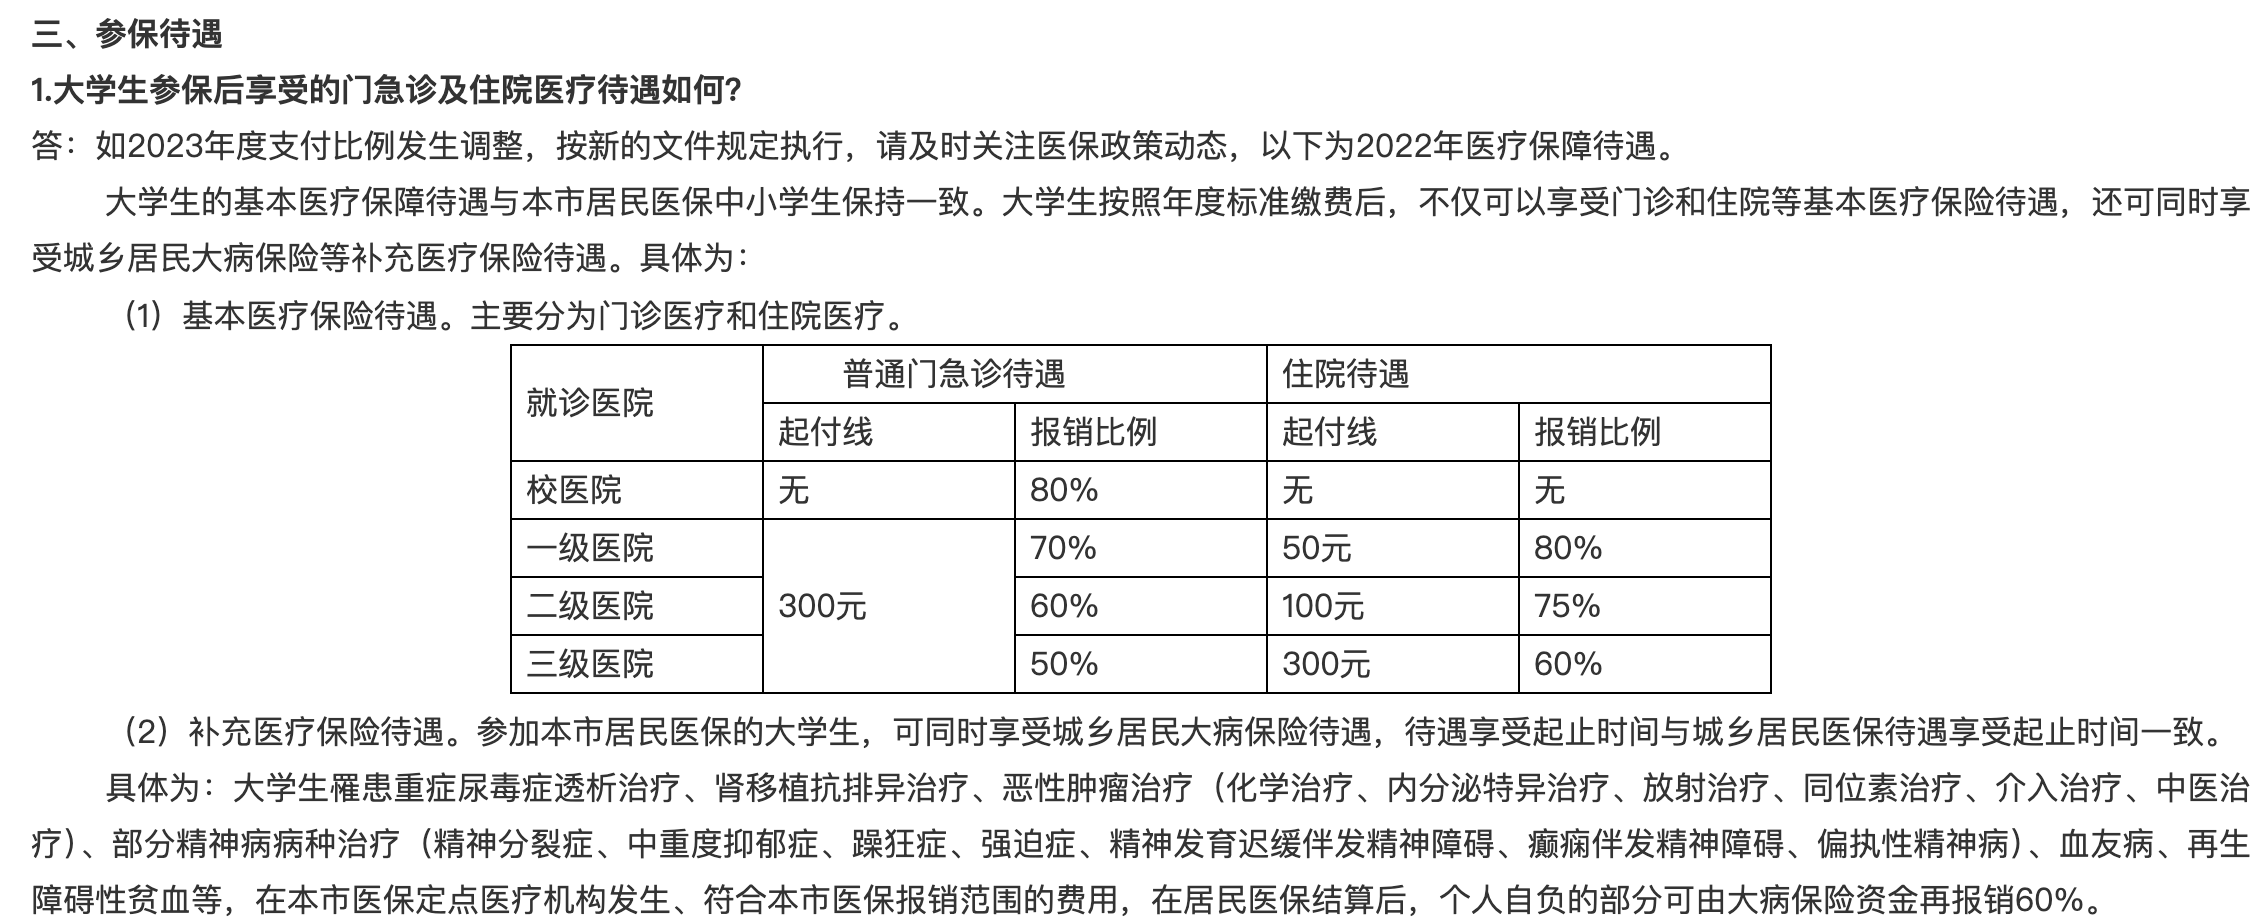 三、参保待遇
1.大学生参保后享受的门急诊及住院医疗待遇如何?
答：如2023年度支付比例发生调整，按新的文件规定执行，请及时关注医保政策动态，以下为2022年医疗保障待遇。
大学生的基本医疗保障待遇与本市居民医保中小学生保持一致。大学生按照年度标准缴费后，不仅可以享受门诊和住院等基本医疗保险待遇，还可同时享
受城乡居民大病保险等补充医疗保险待遇。具体为：
（1）基本医疗保险待遇。主要分为门诊医疗和住院医疗。
就诊医院 普通门急诊待遇 住院待遇
起付线 报销比例 起付线 报销比例
校医院 无 80% 无 无
一级医院 70% 50元 80%
二级医院 300元 60% 100元 75%
三级医院 50% 300元 60%
（2）补充医疗保险待遇。参加本市居民医保的大学生，可同时享受城乡居民大病保险待遇，待遇享受起止时间与城乡居民医保待遇享受起止时间一致。
具体为：大学生罹患重症尿毒症透析治疗、肾移植抗排异治疗、恶性肿瘤治疗（化学治疗、内分泌特异治疗、放射治疗、同位素治疗、介入治疗、中医治
疗）、部分精神病病种治疗（精神分裂症、中重度抑郁症、躁狂症、强迫症、精神发育迟缓伴发精神障碍、癫痫伴发精神障碍、偏执性精神病）、血友病、再生
障碍性贫血等，在本市医保定点医疗机构发生、符合本市医保报销范围的费用，在居民医保结算后，个人自负的部分可由大病保险资金再报销60%。